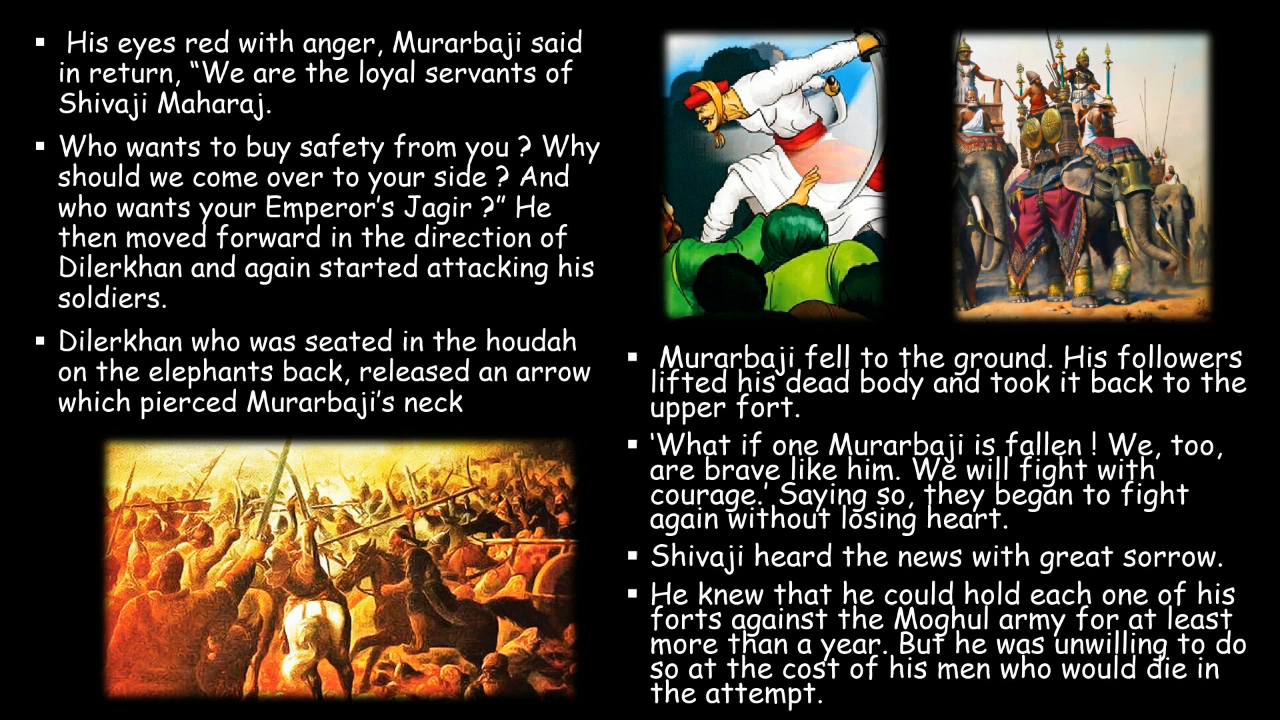 ▪ His eyes red with anger, Murarbaji said
in return, “We are the loyal servants of
Shivaji Maharaj.
▪ Who wants to buy safety from you ? Why
should we come over to your side ? And
who wants your Emperor’s Jagir ?” He
then moved forward in the direction of
Dilerkhan and again started attacking his
soldiers.
▪ Dilerkhan who was seated in the houdah
on the elephants back, released an arrow
which pierced Murarbaji’s neck
▪ Murarbaji fell to the ground. His followers
lifted his dead body and took it back to the
upper fort.
▪ ‘What if one Murarbaji is fallen ! We, too,
are brave like him. We will fight with
courage.’ Saying so, they began to fight
again without losing heart.
▪ Shivaji heard the news with great sorrow.
▪ He knew that he could hold each one of his
forts against the Moghul army for at least
more than a year. But he was unwilling to do
so at the cost of his men who would die in
the attempt.